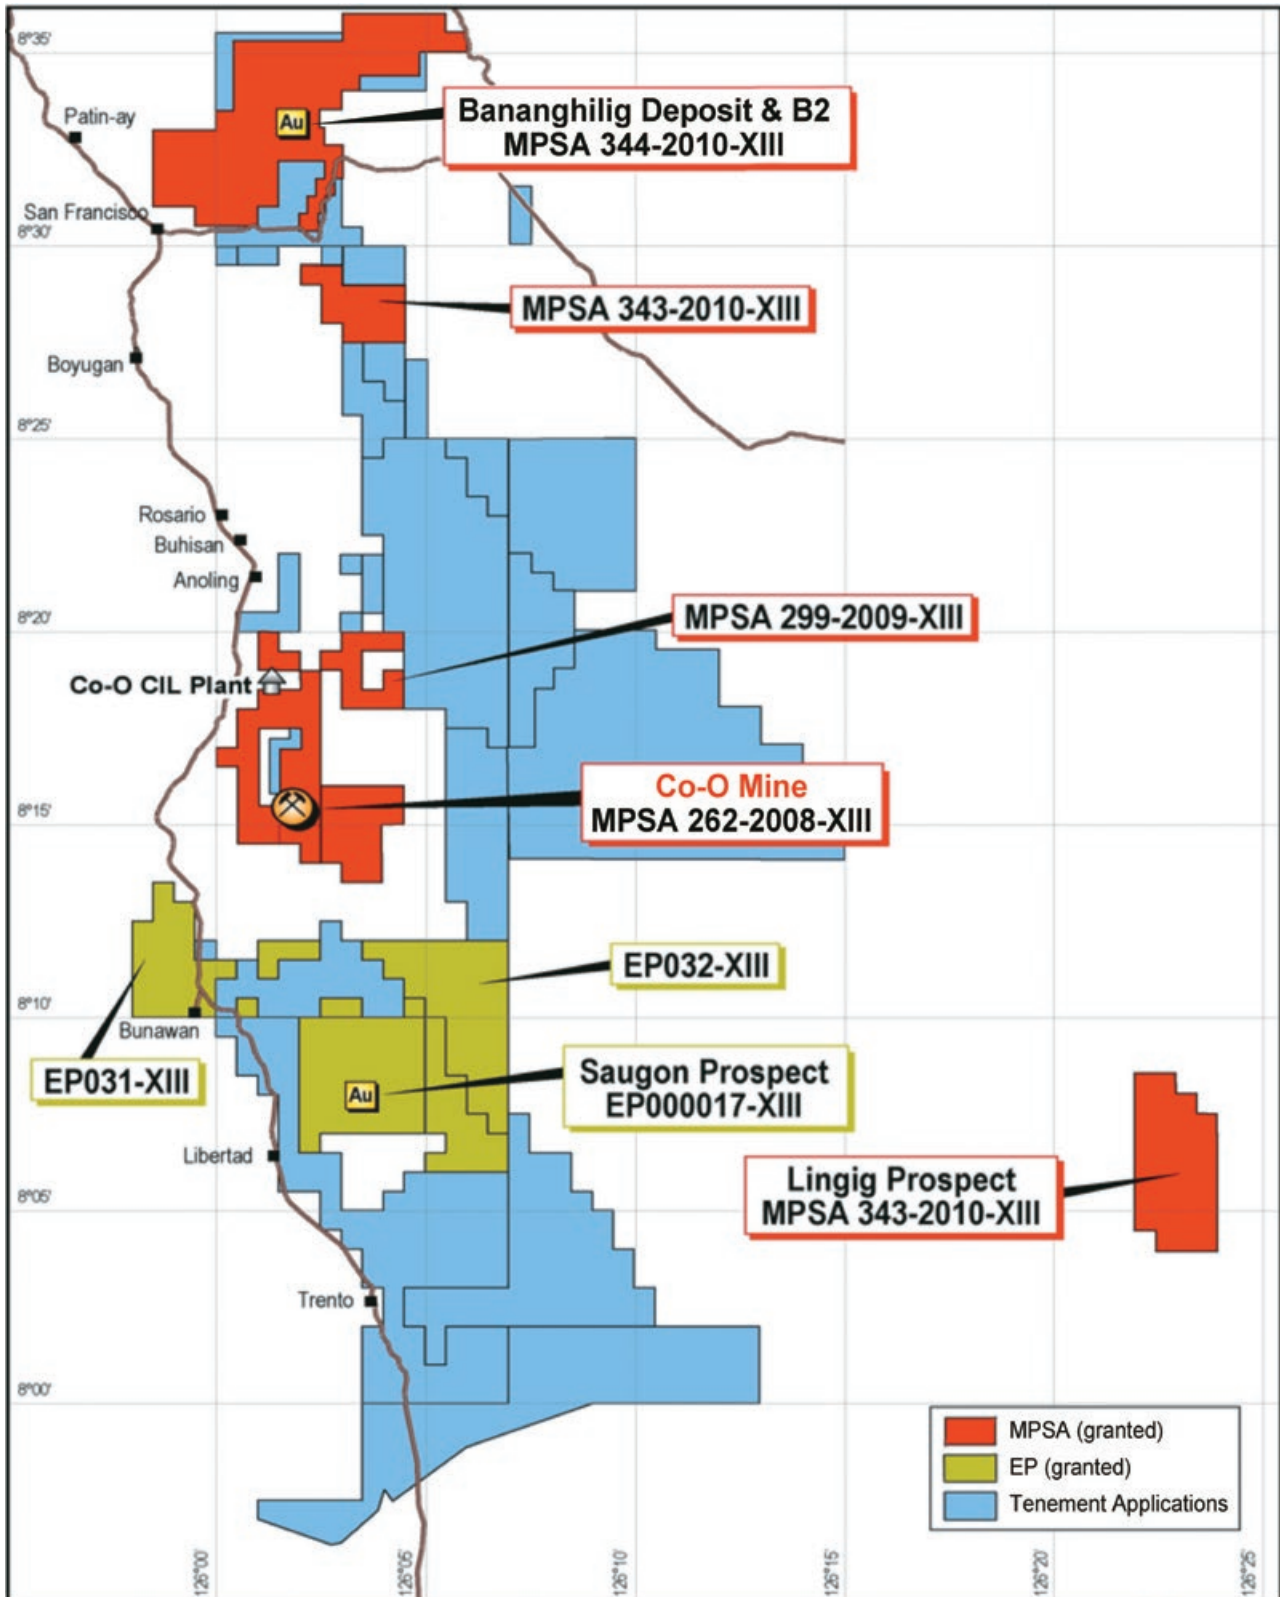 8°35'
Patin-ay
Au
Bananghilig Deposit & B2
MPSA 344-2010-XIII
San Francisco
8°30'
MPSA 343-2010-XIII
Boyugan
8°25'
Rosario
Buhisan
Anoling
8°20'
MPSA 299-2009-XIII
Co-O CIL Plant
Co-O Mine
MPSA 262-2008-XIII
8°15'
EP032-XIII
8°10'
Bunawan
EP031-XIII
Saugon Prospect
EP000017-XIII
Au
Libertad
Lingig Prospect
MPSA 343-2010-XIII
8°05'
Trento
8°00'
MPSA (granted)
EP (granted)
Tenement Applications
126°00'
126°05'
126°10'
126°15'
126°20'
126°25'